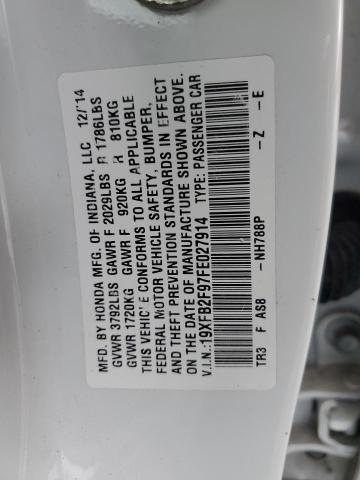 MFD. BY HONDA MFG. OF INDIANA, LLC 12/14
GVWR 3792LBS GAWR F 2029LBS R 1786LBS
GVWR 1720KG GAWR F 920KG R 810KG
THIS VEHIC'E CONFORMS TO ALL APPLICABLE
FEDERAL MOTOR VEHICLE SAFETY, BUMPER,
AND THEFT PREVENTION STANDARDS IN EFFECT
ON THE DATE OF MANUFACTURE SHOWN ABOVE.
V.I.N.:19XFB2F97FE027914 TYPE: PASSENGER CAR
TR3 F AS8 -NH788P -Z -E